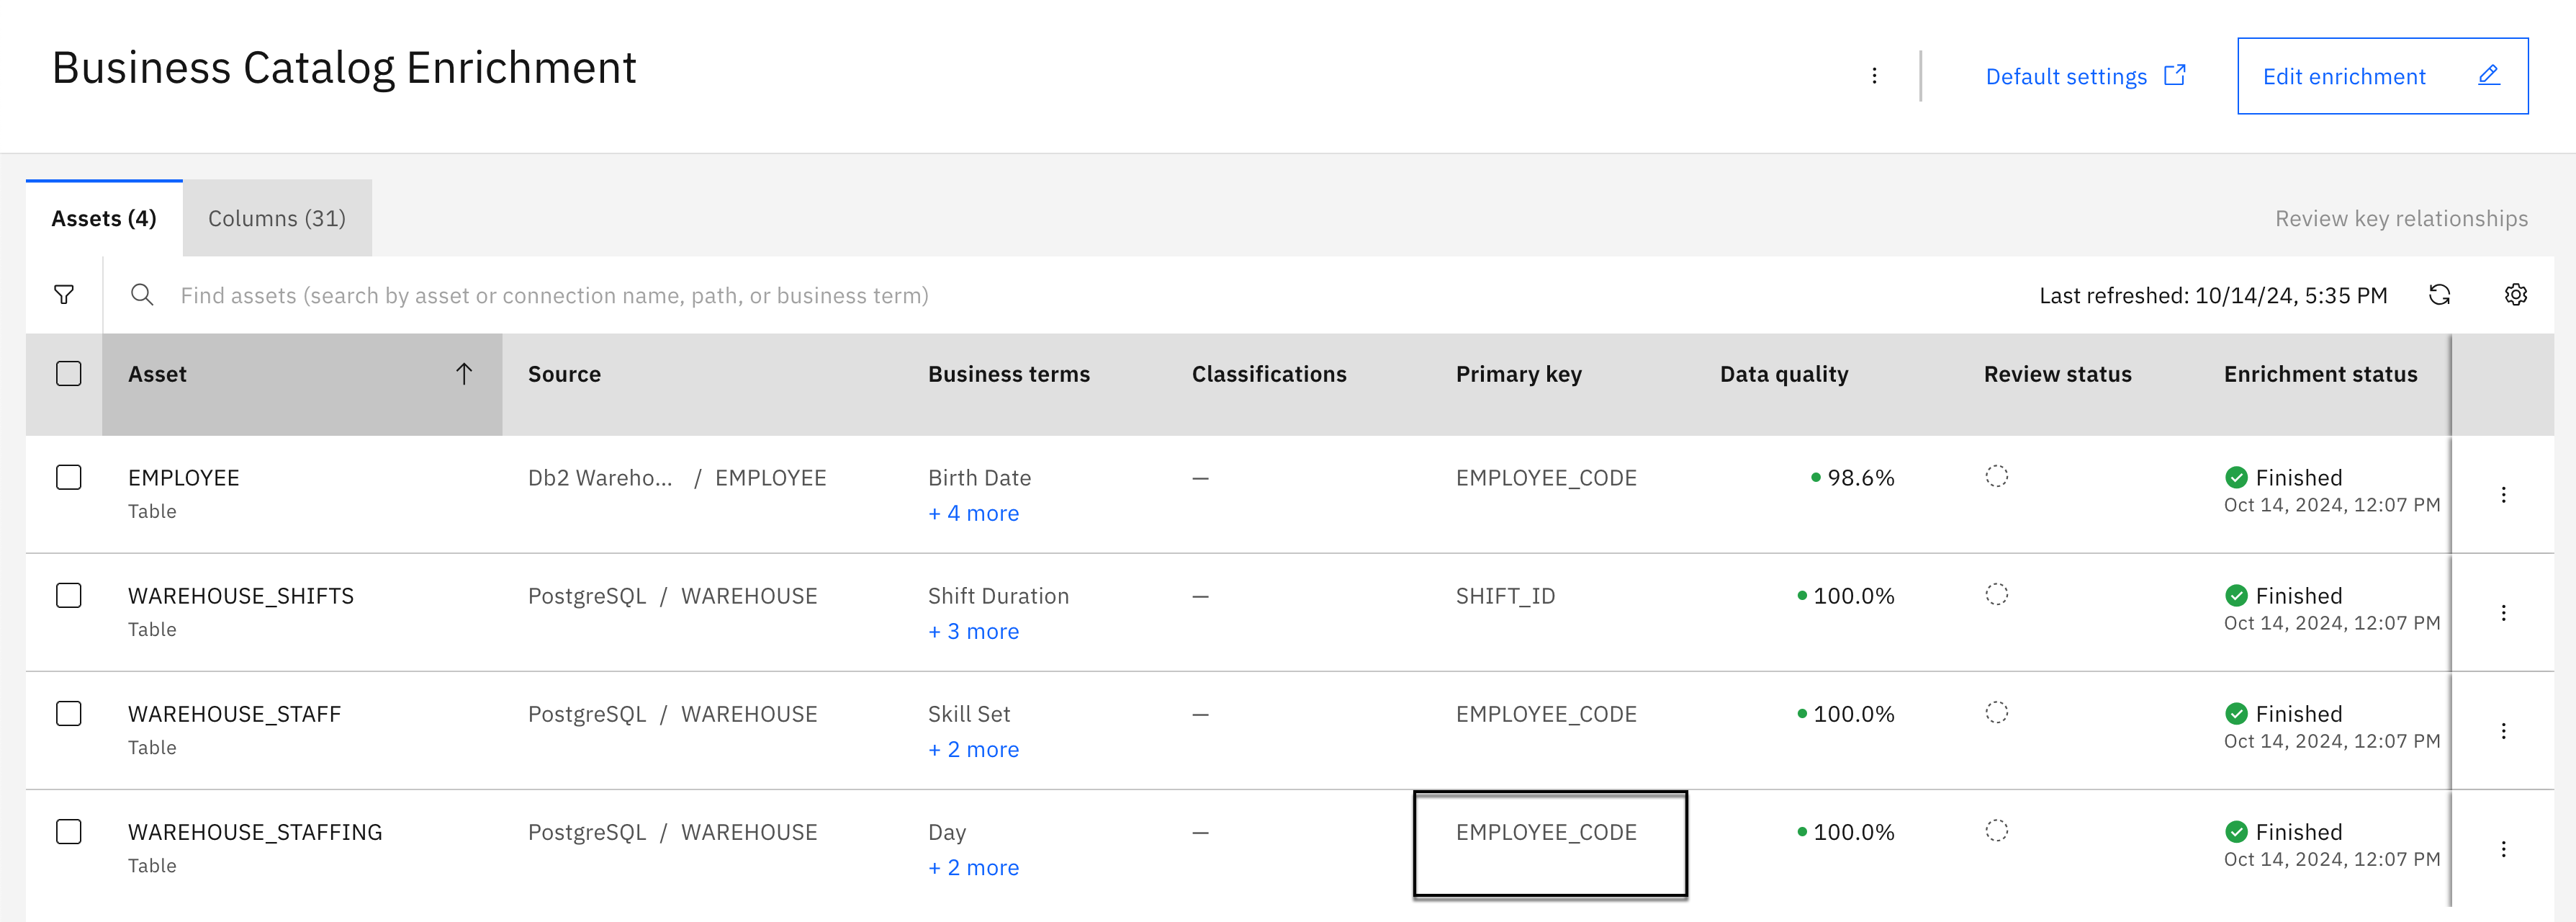 Business Catalog Enrichment
Default settings
Edit enrichment
Assets (4)
Columns (31)
Review key relationships
Find assets (search by asset or connection name, path, or business term)
Last refreshed: 10/14/24, 5:35 PM
Asset Source Business terms Classifications Primary key Data quality Review status Enrichment status
EMPLOYEE Db2 Wareho... / EMPLOYEE Birth Date — EMPLOYEE_CODE 98.6% Finished
Table + 4 more Oct 14, 2024, 12:07 PM
WAREHOUSE_SHIFTS PostgreSQL / WAREHOUSE Shift Duration — SHIFT_ID 100.0% Finished
Table + 3 more Oct 14, 2024, 12:07 PM
WAREHOUSE_STAFF PostgreSQL / WAREHOUSE Skill Set — EMPLOYEE_CODE 100.0% Finished
Table + 2 more Oct 14, 2024, 12:07 PM
WAREHOUSE_STAFFING PostgreSQL / WAREHOUSE Day — EMPLOYEE_CODE 100.0% Finished
Table + 2 more Oct 14, 2024, 12:07 PM